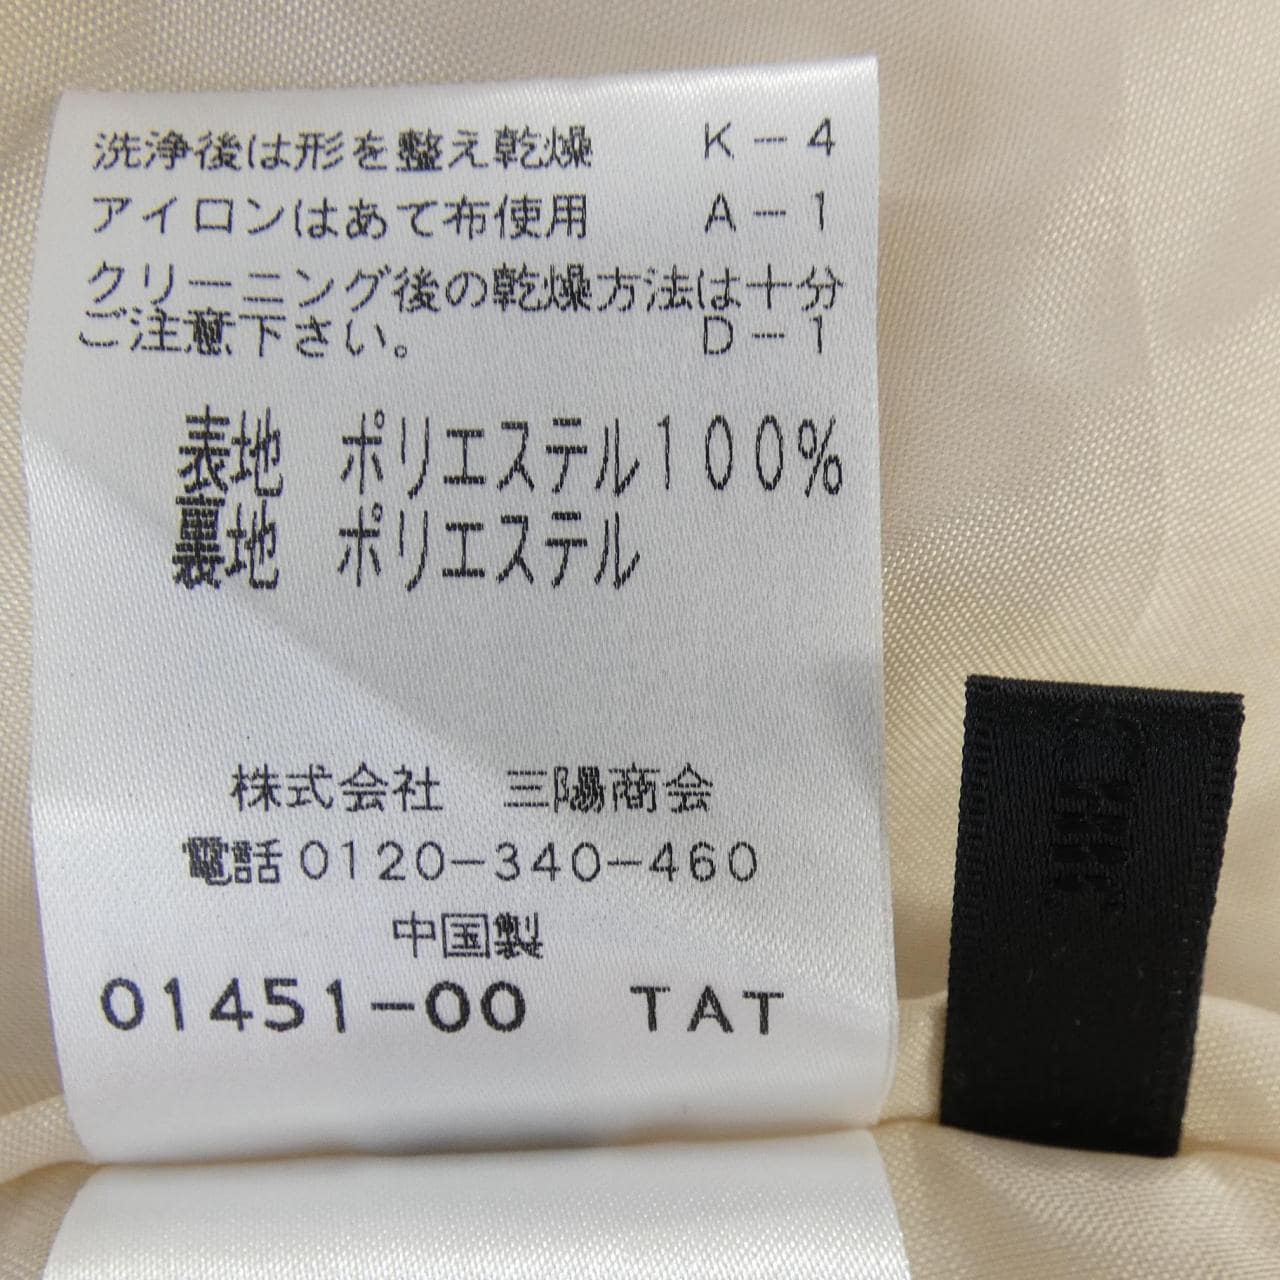 洗浄後は形を整え乾燥 K-4
アイロンはあて布使用 A-1
クリーニング後の乾燥方法は十分
ご注意下さい。 D-1
表地 ポリエステル100%
裏地 ポリエステル
株式会社 三陽商会
電話0120-340-460
中国製
01451-00 TAT